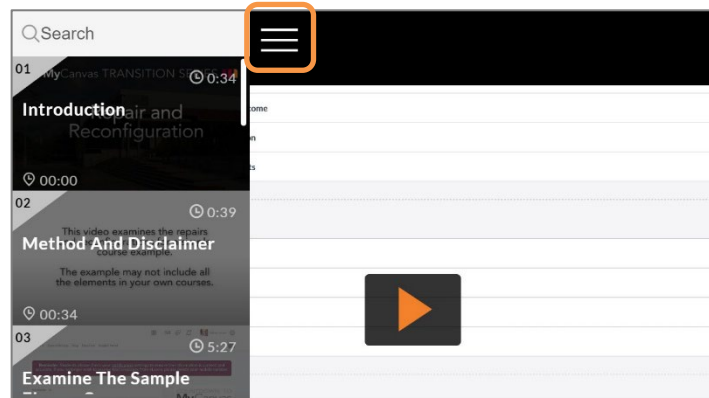 Search
01
MyCanvas TRANSITION SERIES
0:34
Introduction
Repair and
Reconfiguration
00:00
02
0:39
This video examines the repairs
course example.
Method And Disclaimer
The example may not include all
the elements in your own courses.
00:34
03
5:27
Examine The Sample